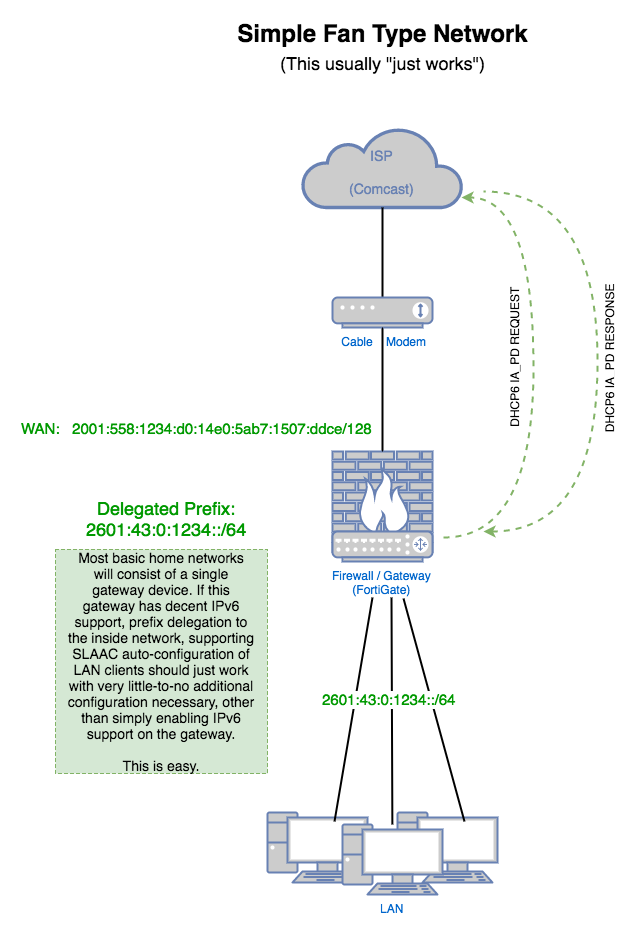 Simple Fan Type Network
(This usually "just works")
ISP
(Comcast)
DHCP6 IA_PD REQUEST
DHCP6 IA PD RESPONSE
Cable Modem
WAN: 2001:558:1234:d0:14e0:5ab7:1507:ddce/128
Delegated Prefix:
2601:43:0:1234::/64
Most basic home networks
will consist of a single
gateway device. If this
gateway has decent IPv6
support, prefix delegation to
the inside network, supporting
SLAAC auto-configuration of
LAN clients should just work
with very little-to-no additional
configuration necessary, other
than simply enabling IPv6
support on the gateway.
This is easy.
Firewall / Gateway
(FortiGate)
2601:43:0:1234::/64
LAN